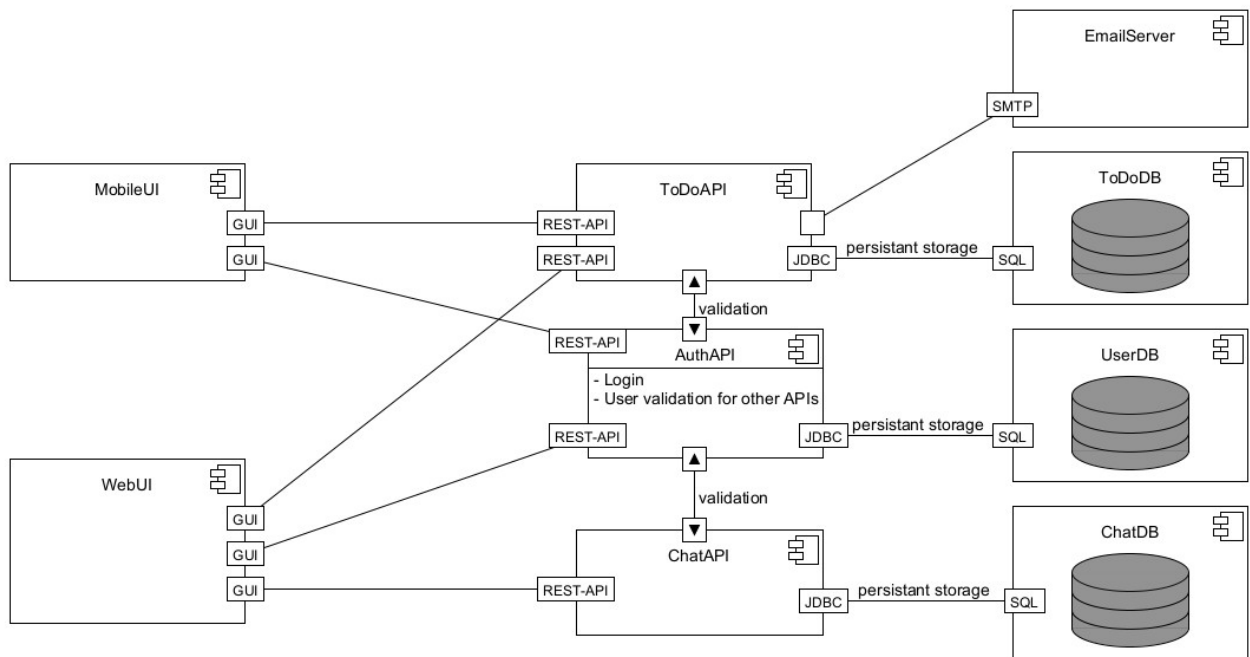 EmailServer
SMTP
MobileUI
GUI
GUI
ToDoAPI
REST-API
REST-API
JDBC
persistant storage
SQL
ToDoDB
validation
REST-API
AuthAPI
- Login
- User validation for other APIs
REST-API
JDBC
persistant storage
SQL
UserDB
WebUI
GUI
GUI
GUI
validation
ChatAPI
REST-API
JDBC
persistant storage
SQL
ChatDB